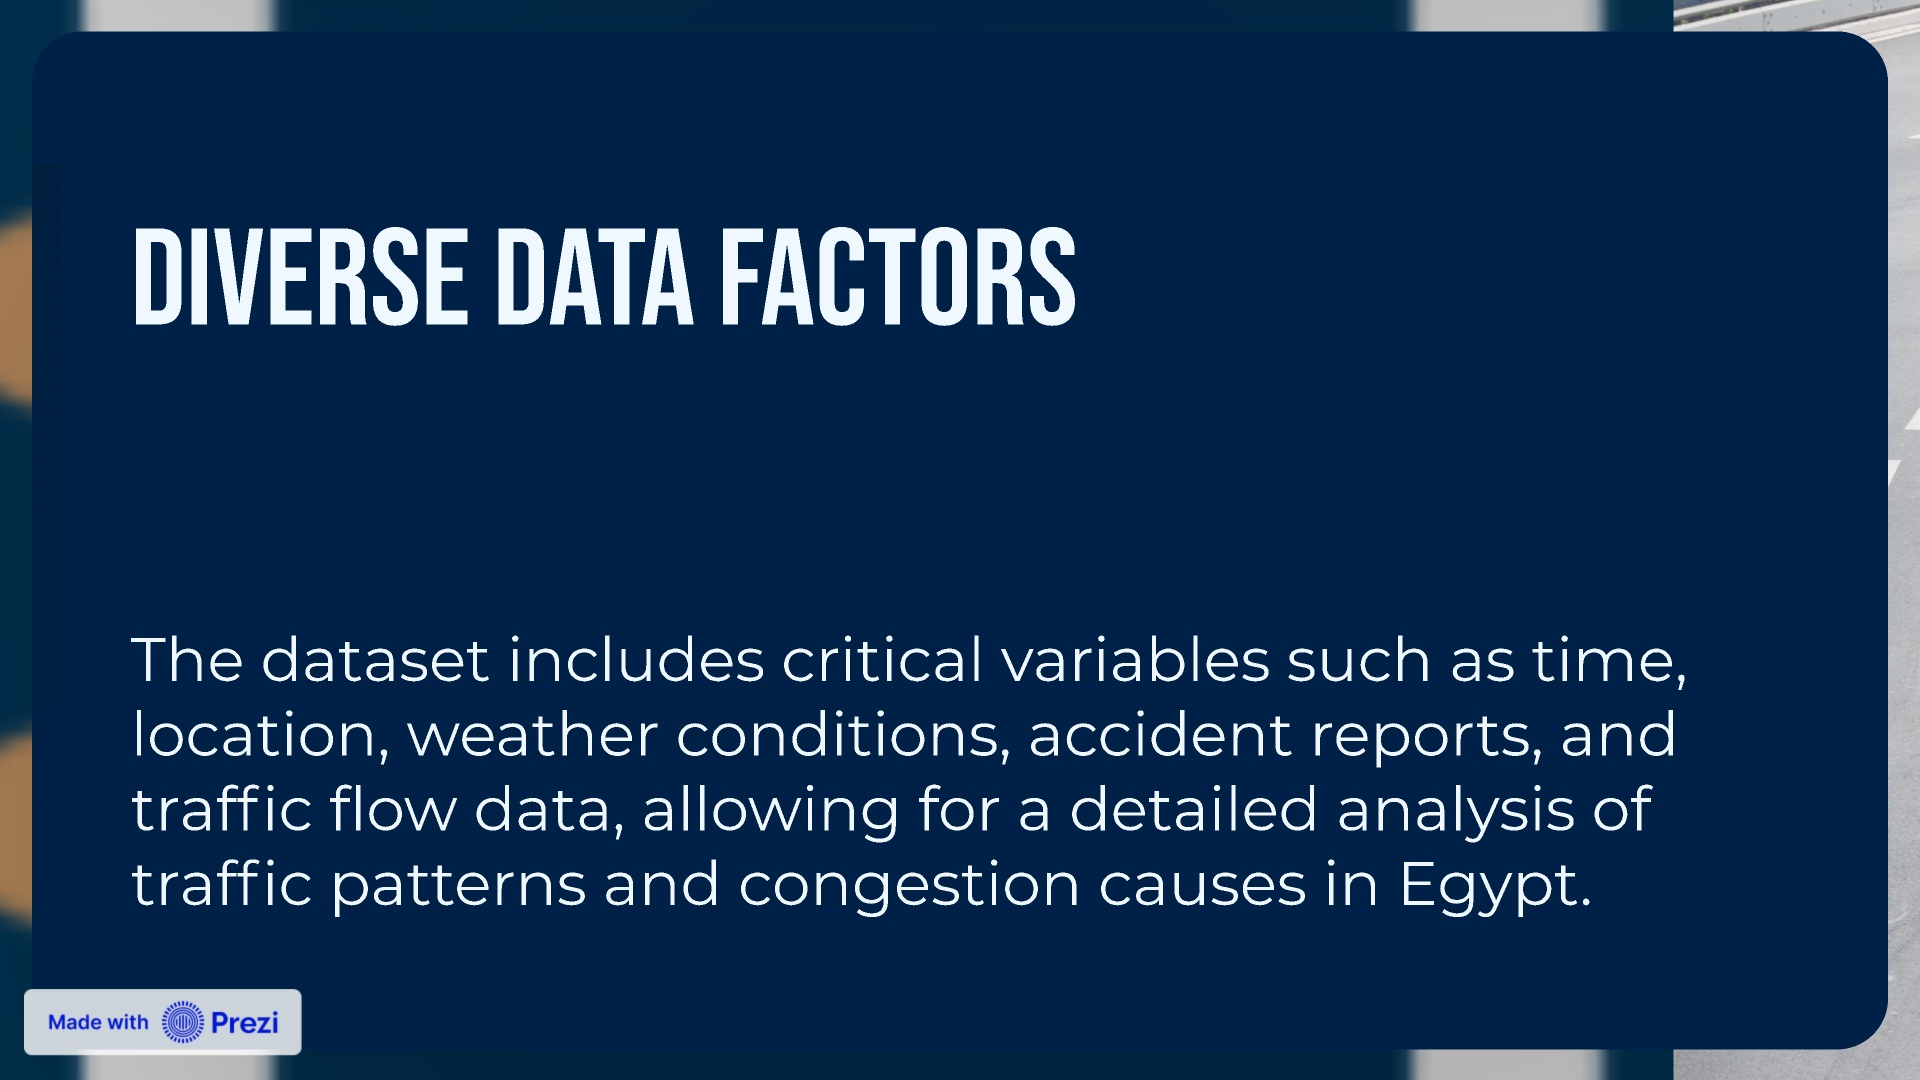 DIVERSE DATA FACTORS
The dataset includes critical variables such as time,
location, weather conditions, accident reports, and
traffic flow data, allowing for a detailed analysis of
traffic patterns and congestion causes in Egypt.
Made with Prezi